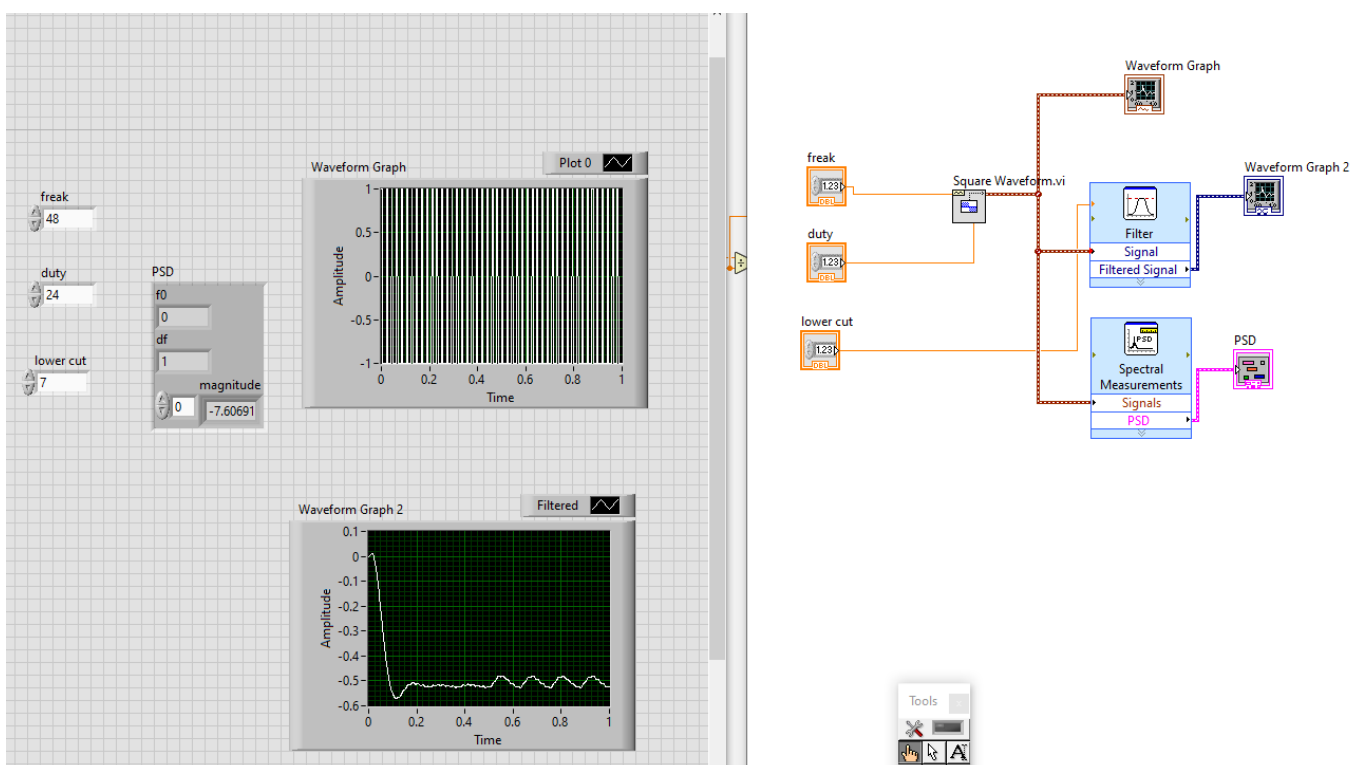 freak
48
duty
24
lower cut
7
PSD
f0
0
df
1
magnitude
0
-7.60691
Waveform Graph
Plot 0
Amplitude
1
0.5
0
-0.5
-1
0
0.2
0.4
0.6
0.8
1
Time
Waveform Graph 2
Filtered
Amplitude
0.1
0
-0.1
-0.2
-0.3
-0.4
-0.5
-0.6
0
0.2
0.4
0.6
0.8
1
Time
Waveform Graph
freak
1.23
DBL
Square Waveform.vi
Waveform Graph 2
duty
1.23
DBL
Filter
Signal
Filtered Signal
lower cut
1.23
DBL
PSD
Spectral
Measurements
Signals
PSD
PSD
Tools
A